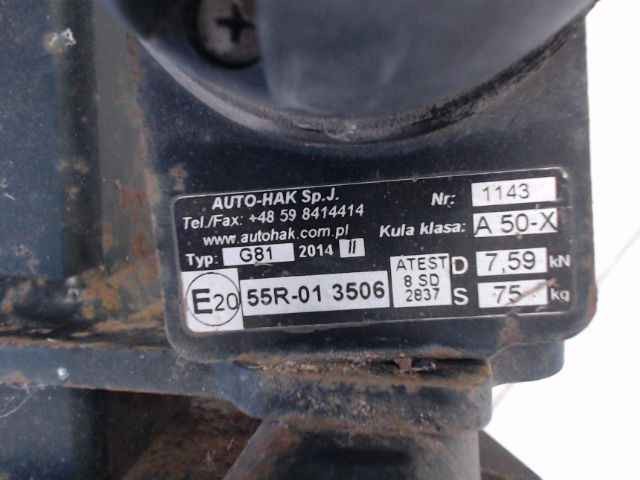 AUTO-HAK Sp.J.
Tel./Fax: +48 59 8414414
www.autohak.com.pl
Nr: 1143
Kula klasa: A 50-X
Typ: G81 2014 II
E20 55R-01 3506
ATEST
8 SD
2837
D 7,59 kN
S 75 kg